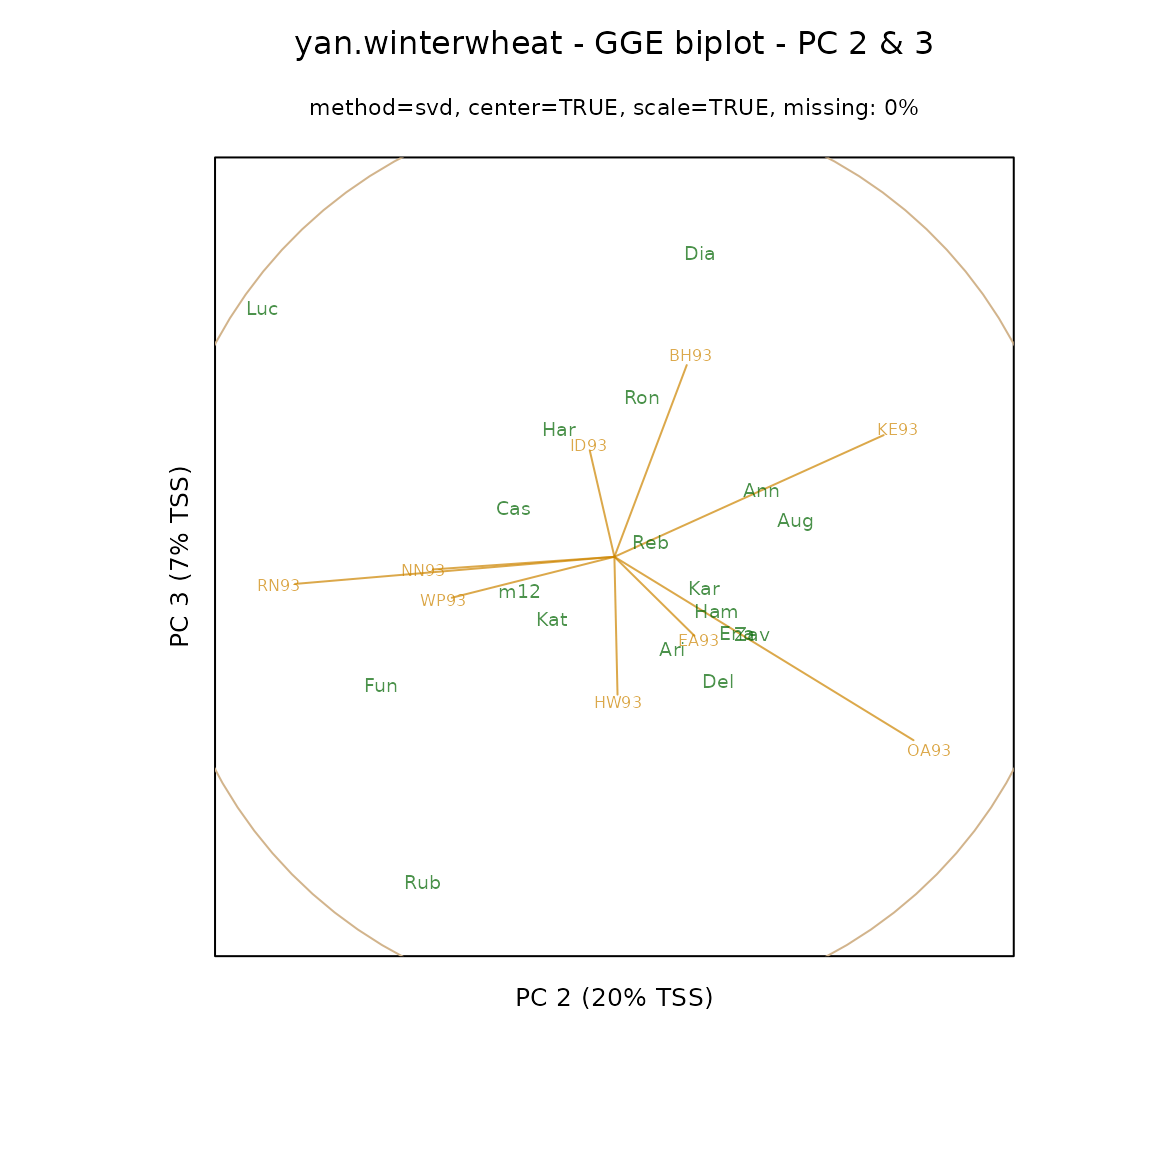 yan.winterwheat - GGE biplot - PC 2 & 3
method=svd, center=TRUE, scale=TRUE, missing: 0%
Dia
Luc
BH93
Ron
Har
KE93
ID93
Ann
Cas
Aug
Reb
NN93
RN93
Kar
m12
WP93
Ham
Kat
Ena
Zav
EA93
Ari
Del
Fun
HW93
OA93
Rub
PC 3 (7% TSS)
PC 2 (20% TSS)